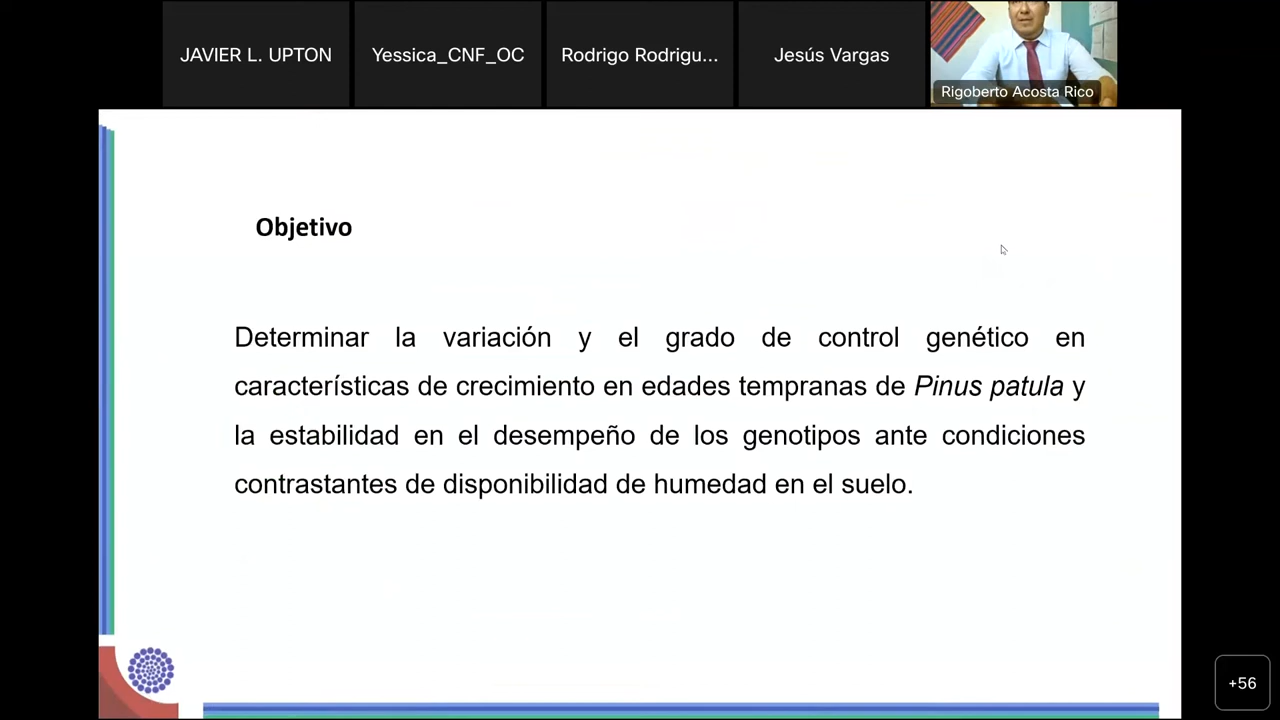 JAVIER L. UPTON
Yessica_CNF_OC
Rodrigo Rodrigu...
Jesús Vargas
Rigoberto Acosta Rico
Objetivo
Determinar la variación y el grado de control genético en
características de crecimiento en edades tempranas de Pinus patula y
la estabilidad en el desempeño de los genotipos ante condiciones
contrastantes de disponibilidad de humedad en el suelo.
+56